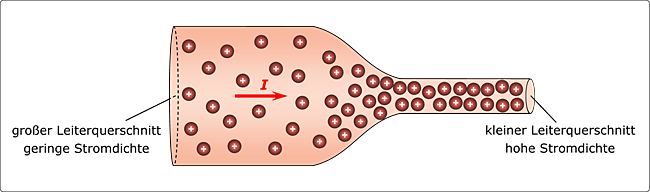 I
großer Leiterquerschnitt
geringe Stromdichte
kleiner Leiterquerschnitt
hohe Stromdichte